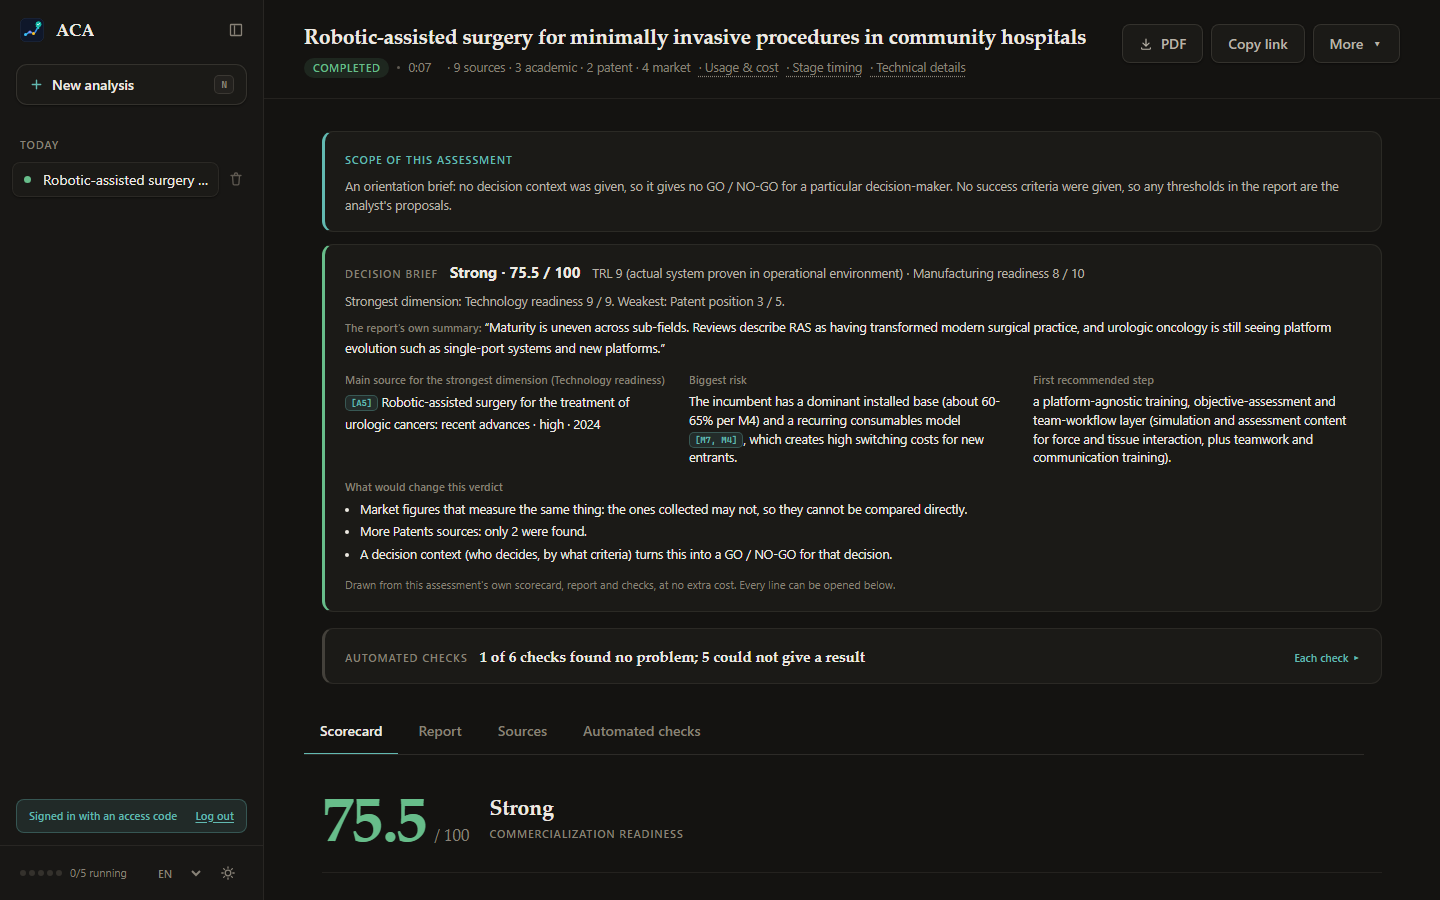 ACA
New analysis N
TODAY
Robotic-assisted surgery ...
Signed in with an access code Log out
0/5 running EN
Robotic-assisted surgery for minimally invasive procedures in community hospitals
PDF
Copy link
More
COMPLETED • 0:07 · 9 sources · 3 academic · 2 patent · 4 market · Usage & cost · Stage timing · Technical details
SCOPE OF THIS ASSESSMENT
An orientation brief: no decision context was given, so it gives no GO / NO-GO for a particular decision-maker. No success criteria were given, so any thresholds in the report are the
analyst's proposals.
DECISION BRIEF Strong · 75.5 / 100 TRL 9 (actual system proven in operational environment) · Manufacturing readiness 8 / 10
Strongest dimension: Technology readiness 9 / 9. Weakest: Patent position 3 / 5.
The report's own summary: “Maturity is uneven across sub-fields. Reviews describe RAS as having transformed modern surgical practice, and urologic oncology is still seeing platform
evolution such as single-port systems and new platforms.”
Main source for the strongest dimension (Technology readiness)
[A5] Robotic-assisted surgery for the treatment of
urologic cancers: recent advances · high · 2024
Biggest risk
The incumbent has a dominant installed base (about 60-
65% per M4) and a recurring consumables model
[M7, M4], which creates high switching costs for new
entrants.
First recommended step
a platform-agnostic training, objective-assessment and
team-workflow layer (simulation and assessment content
for force and tissue interaction, plus teamwork and
communication training).
What would change this verdict
• Market figures that measure the same thing: the ones collected may not, so they cannot be compared directly.
• More Patents sources: only 2 were found.
• A decision context (who decides, by what criteria) turns this into a GO / NO-GO for that decision.
Drawn from this assessment's own scorecard, report and checks, at no extra cost. Every line can be opened below.
AUTOMATED CHECKS 1 of 6 checks found no problem; 5 could not give a result Each check
Scorecard Report Sources Automated checks
75.5 / 100
Strong
COMMERCIALIZATION READINESS